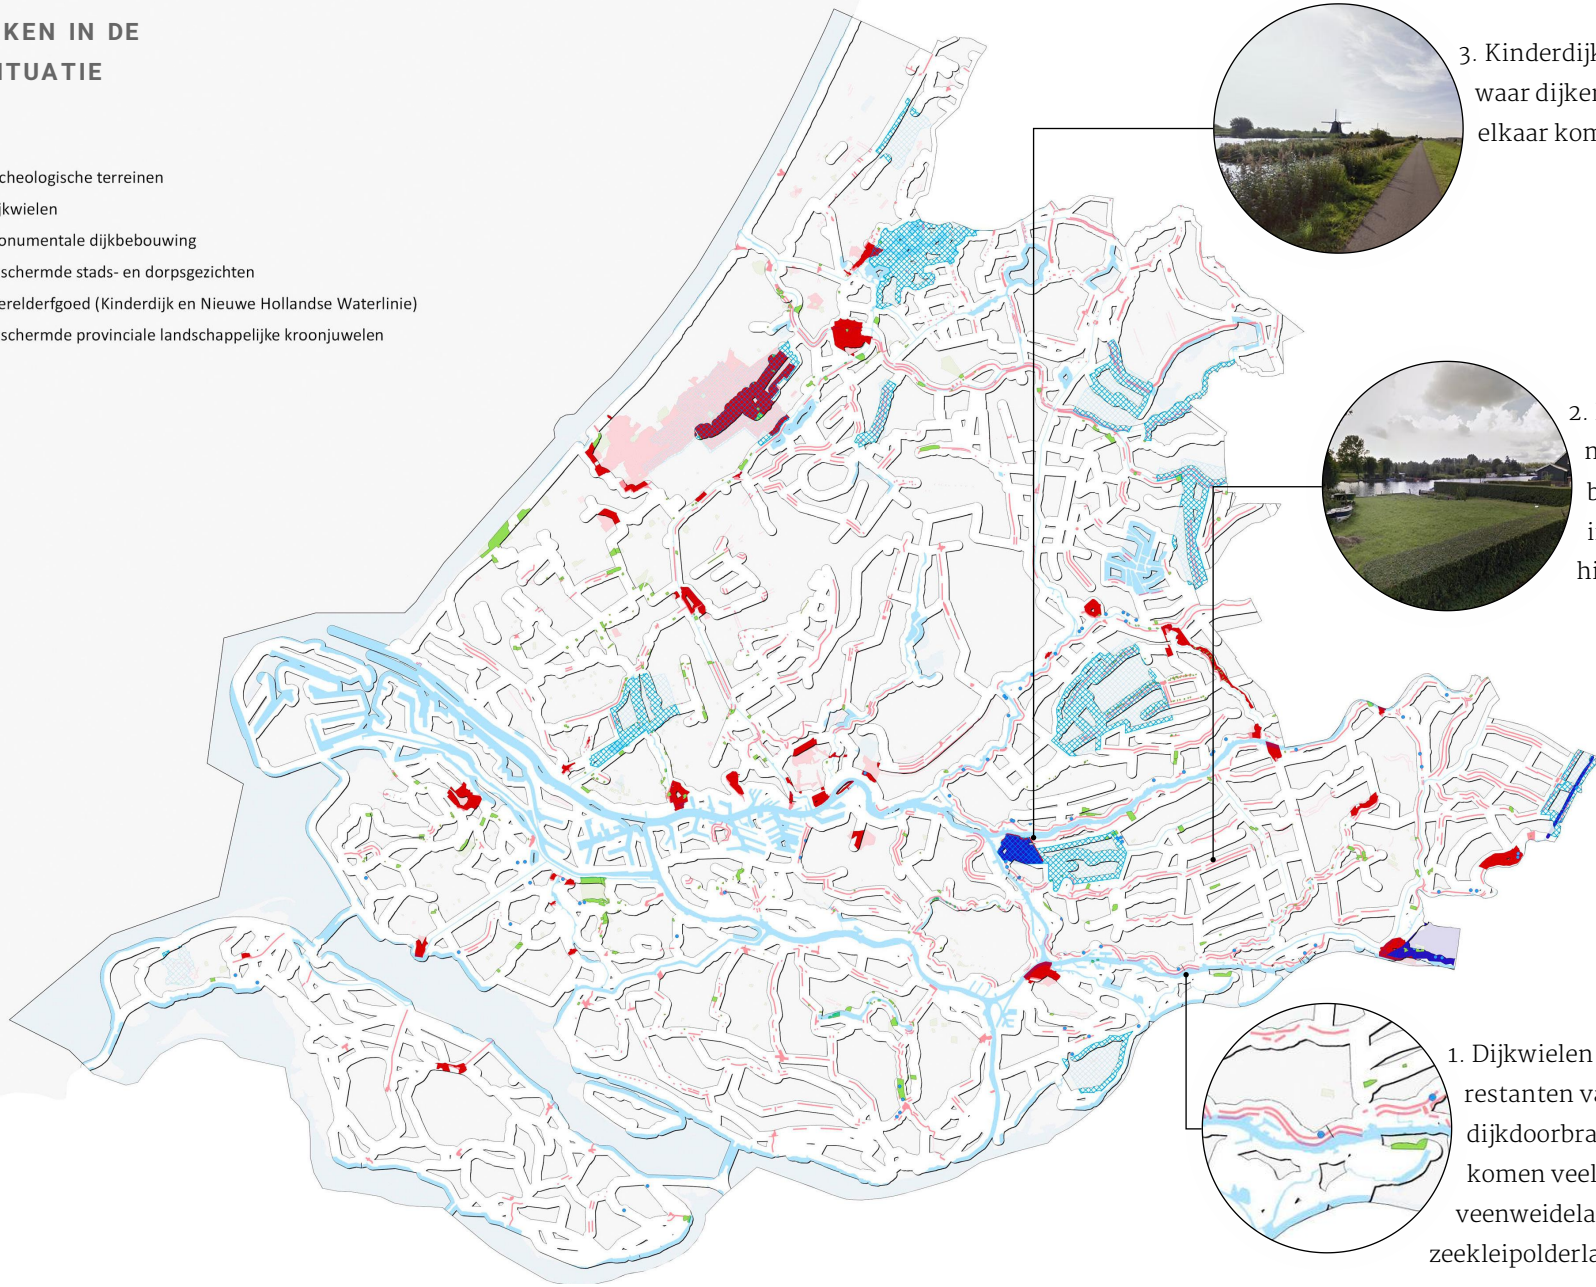 KEN IN DE
ITUATIE
cheologische terreinen
jkwielen
onumentale dijkbebouwing
schermde stads- en dorpsgezichten
erelderfgoed (Kinderdijk en Nieuwe Hollandse Waterlinie)
schermde provinciale landschappelijke kroonjuwelen
3. Kinderdijk
waar dijken
elkaar kom
2.
hi
1. Dijkwielen
restanten va
dijkdoorbra
komen veel
veenweidela
zeekleipolderla